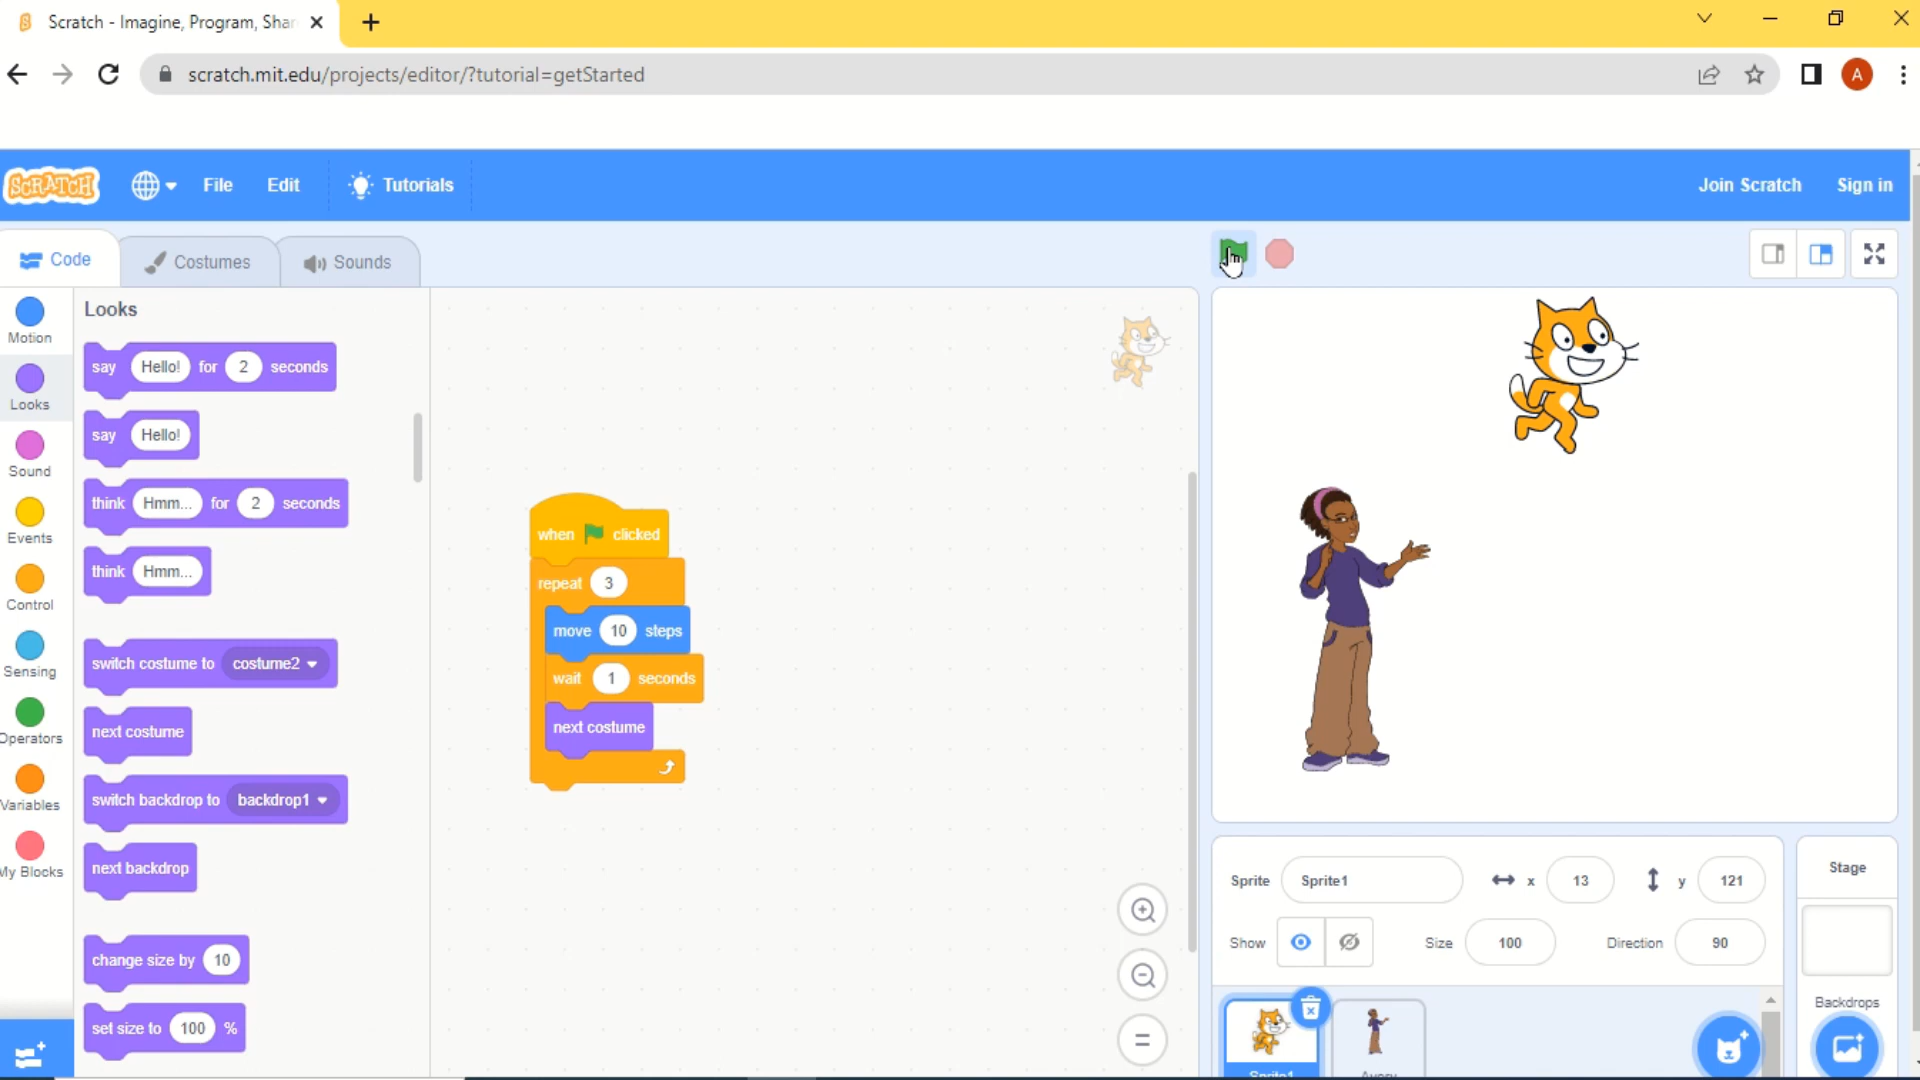 Scratch - Imagine, Program, Shar
scratch.mit.edu/projects/editor/?tutorial=getStarted
A
SCRATCH
File
Edit
Tutorials
Join Scratch
Sign in
Code
Costumes
Sounds
Motion
Looks
Sound
Events
Control
Sensing
Operators
Variables
My Blocks
Looks
say Hello! for 2 seconds
say Hello!
think Hmm... for 2 seconds
think Hmm...
switch costume to costume2
next costume
switch backdrop to backdrop1
next backdrop
change size by 10
set size to 100 %
when clicked
repeat 3
move 10 steps
wait 1 seconds
next costume
Sprite Sprite1 x 13 y 121
Show Size 100 Direction 90
Sprite1
Avery
Stage
Backdrops